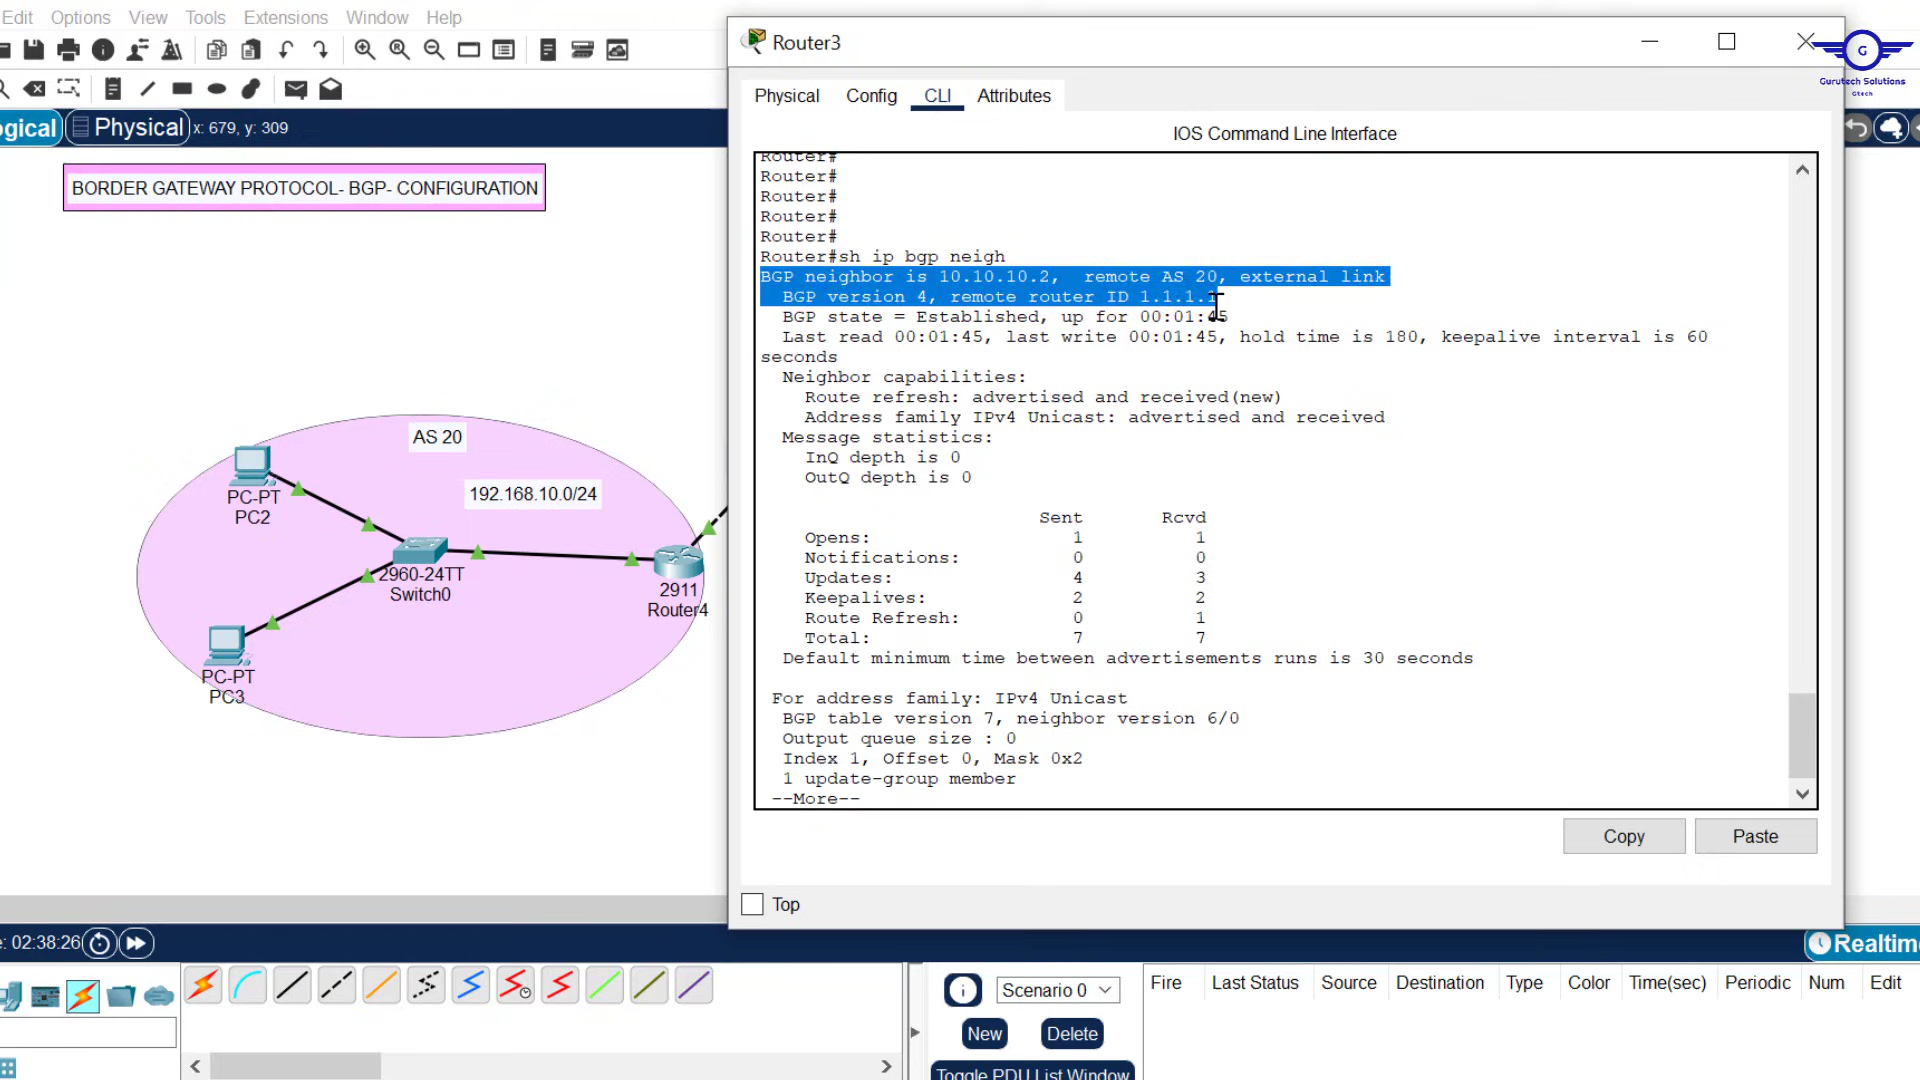 Edit Options View Tools Extensions Window Help
ogical Physical x: 679, y: 309
BORDER GATEWAY PROTOCOL- BGP- CONFIGURATION
AS 20
192.168.10.0/24
PC-PT
PC2
2960-24TT
Switch0
2911
Router4
PC-PT
PC3
Router3
G
Gurutech Solutions
Gtech
Physical Config CLI Attributes
IOS Command Line Interface
Router#
Router#
Router#
Router#
Router#
Router#sh ip bgp neigh
BGP neighbor is 10.10.10.2, remote AS 20, external link
BGP version 4, remote router ID 1.1.1.1
BGP state = Established, up for 00:01:45
Last read 00:01:45, last write 00:01:45, hold time is 180, keepalive interval is 60
seconds
Neighbor capabilities:
Route refresh: advertised and received(new)
Address family IPv4 Unicast: advertised and received
Message statistics:
InQ depth is 0
OutQ depth is 0
Sent Rcvd
Opens: 1 1
Notifications: 0 0
Updates: 4 3
Keepalives: 2 2
Route Refresh: 0 1
Total: 7 7
Default minimum time between advertisements runs is 30 seconds
For address family: IPv4 Unicast
BGP table version 7, neighbor version 6/0
Output queue size : 0
Index 1, Offset 0, Mask 0x2
1 update-group member
--More--
Copy Paste
Top
e: 02:38:26
Realtime
Scenario 0
New Delete
Toggle PDU List Window
Fire Last Status Source Destination Type Color Time(sec) Periodic Num Edit